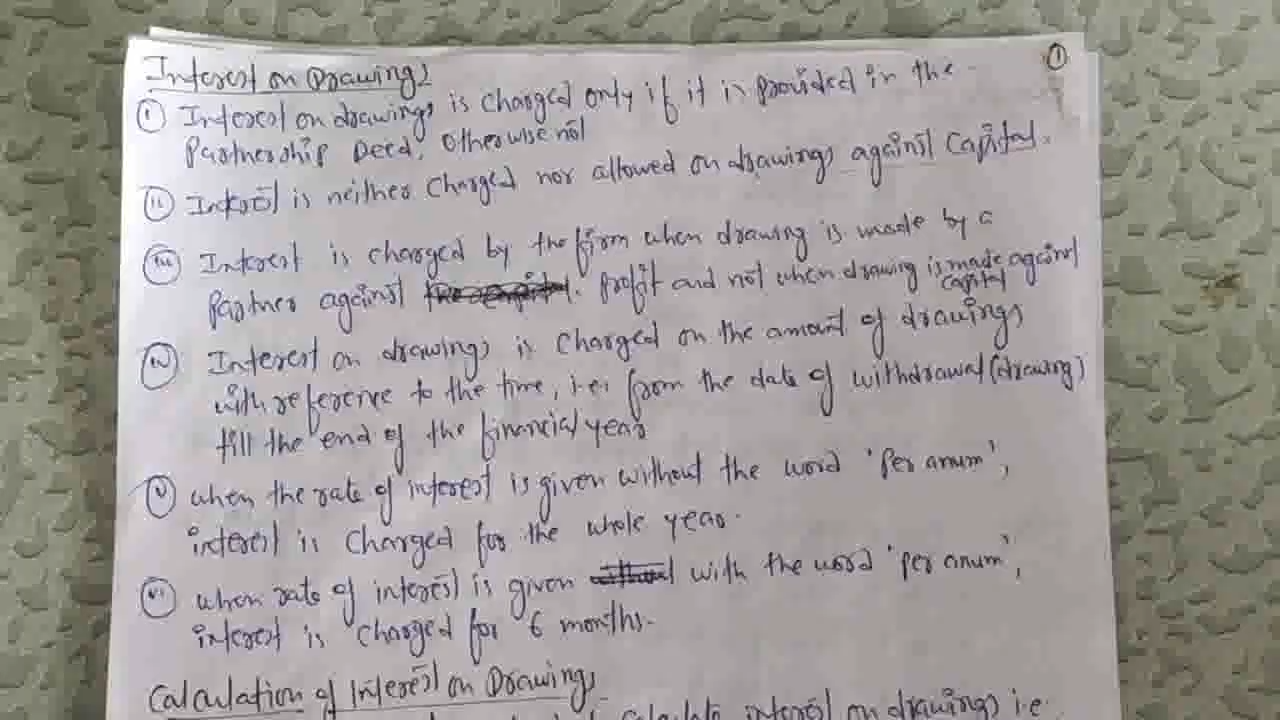 ①
Interest on Drawings
(i) Interest on drawings is charged only if it is provided in the
Partnership Deed, otherwise not
(ii) Interest is neither charged nor allowed on drawings against capital.
(iii) Interest is charged by the firm when drawing is made by a
Partner against profit and not when drawing is made against
capital
(iv) Interest on drawings is charged on the amount of drawings
with reference to the time, i.e. from the date of withdrawal (drawing)
till the end of the financial year
(v) when the rate of interest is given without the word 'per anum',
interest is charged for the whole year.
(vi) when rate of interest is given with the word 'per anum',
interest is charged for 6 months.
Calculation of Interest on Drawings
calculate interest on drawings i.e.